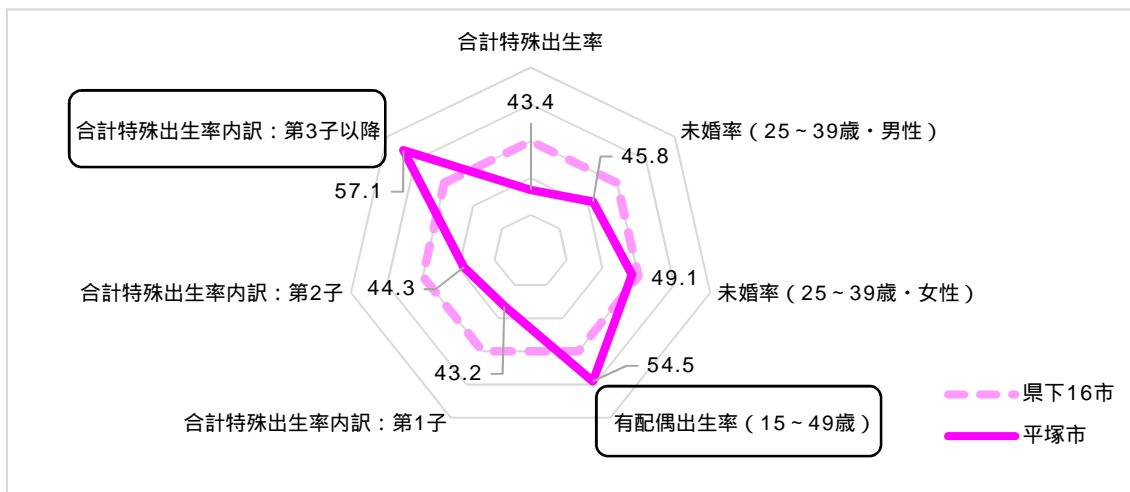 合計特殊出生率
43.4
合計特殊出生率内訳：第3子以降
未婚率（25～39歳・男性）
45.8
57.1
49.1
合計特殊出生率内訳：第2子
44.3
未婚率（25～39歳・女性）
43.2
54.5
県下16市
合計特殊出生率内訳：第1子
有配偶出生率（15～49歳）
平塚市